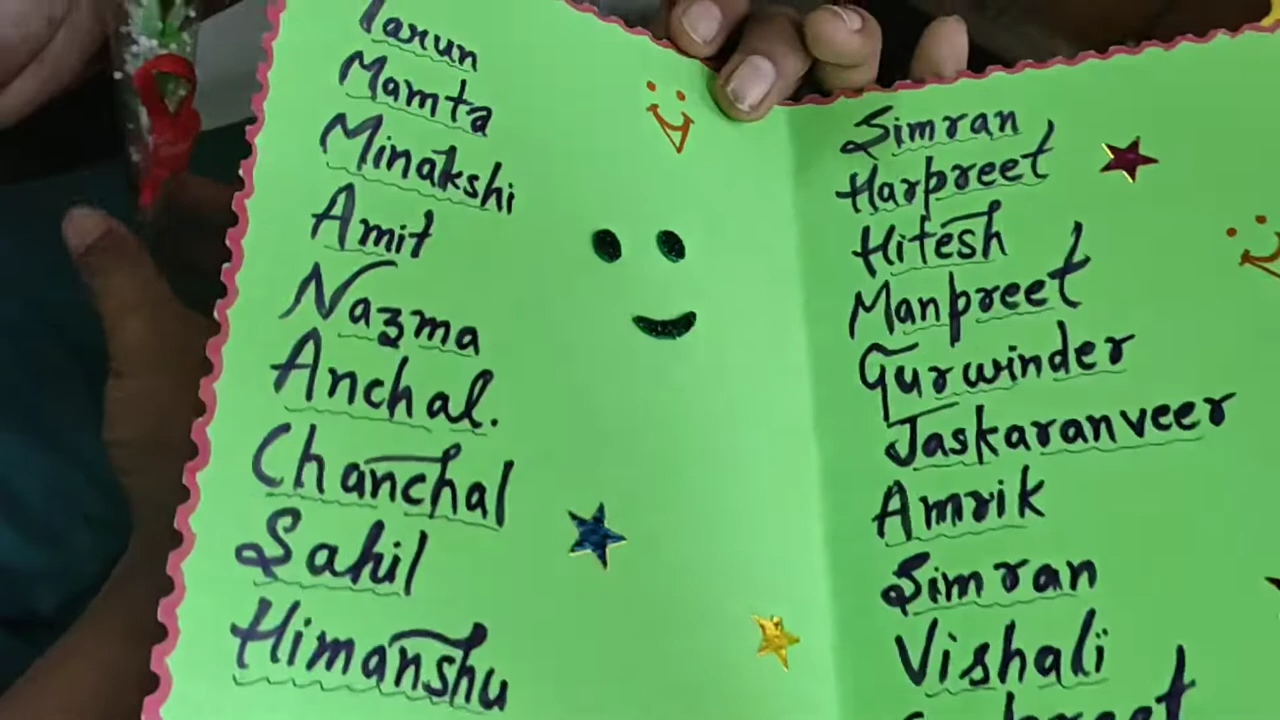 Tarun
Mamta
Minakshi
Amit
Nazma
Anchal.
Chanchal
Sahil
Himanshu
Simran
Harpreet
Hitesh
Manpreet
Gurwinder
Jaskaranveer
Amrik
Simran
Vishali